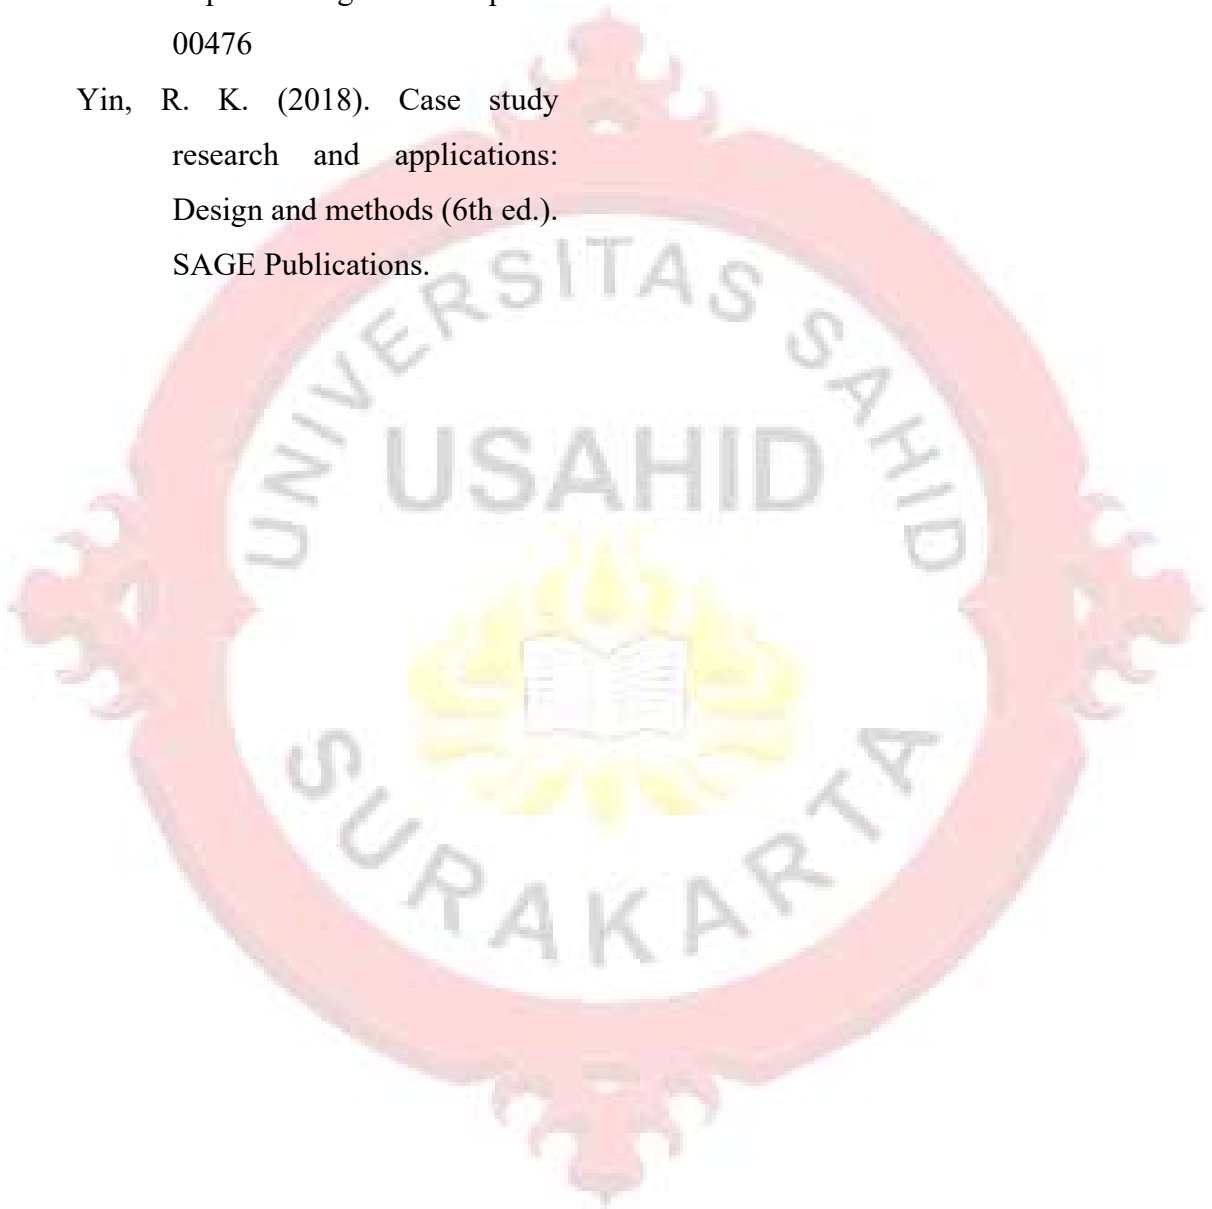 00476
Yin, R. K. (2018). Case study
research and applications:
Design and methods (6th ed.).
SAGE Publications.
UNIVERSITAS SAHID
USAHID
SURAKARTA